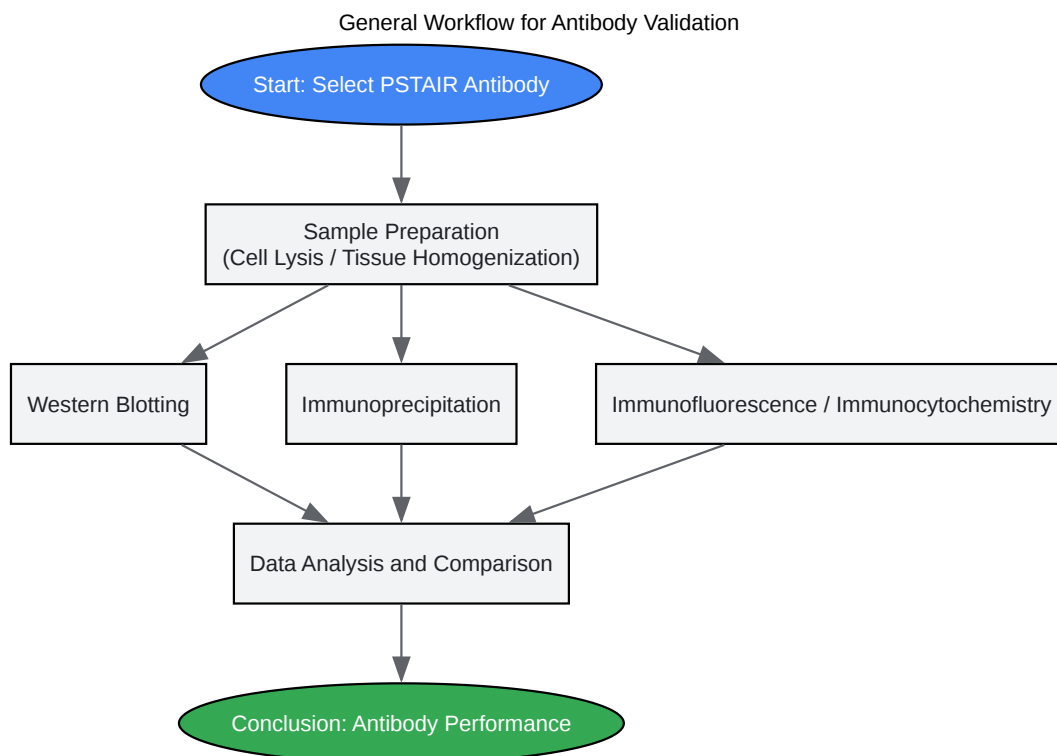 General Workflow for Antibody Validation
Start: Select PSTAIR Antibody
Sample Preparation
(Cell Lysis / Tissue Homogenization)
Western Blotting
Immunoprecipitation
Immunofluorescence / Immunocytochemistry
Data Analysis and Comparison
Conclusion: Antibody Performance